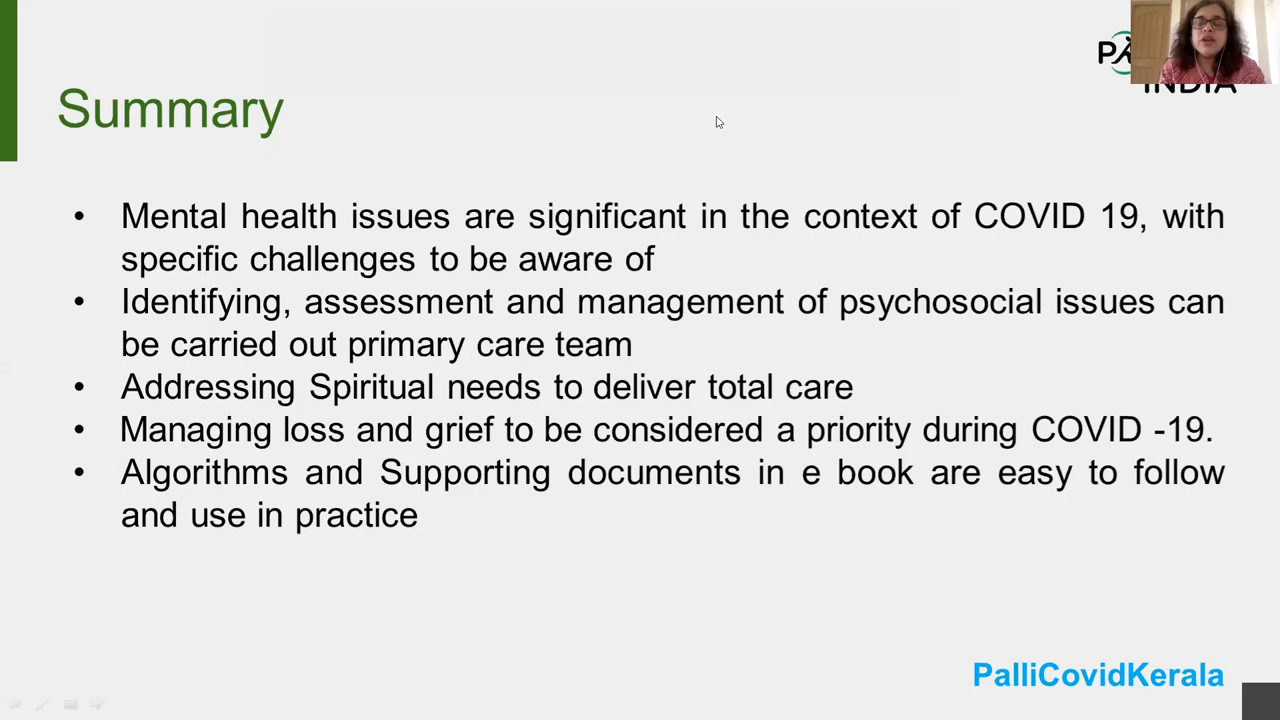 Summary
• Mental health issues are significant in the context of COVID 19, with
specific challenges to be aware of
• Identifying, assessment and management of psychosocial issues can
be carried out primary care team
• Addressing Spiritual needs to deliver total care
• Managing loss and grief to be considered a priority during COVID -19.
• Algorithms and Supporting documents in e book are easy to follow
and use in practice
PalliCovidKerala